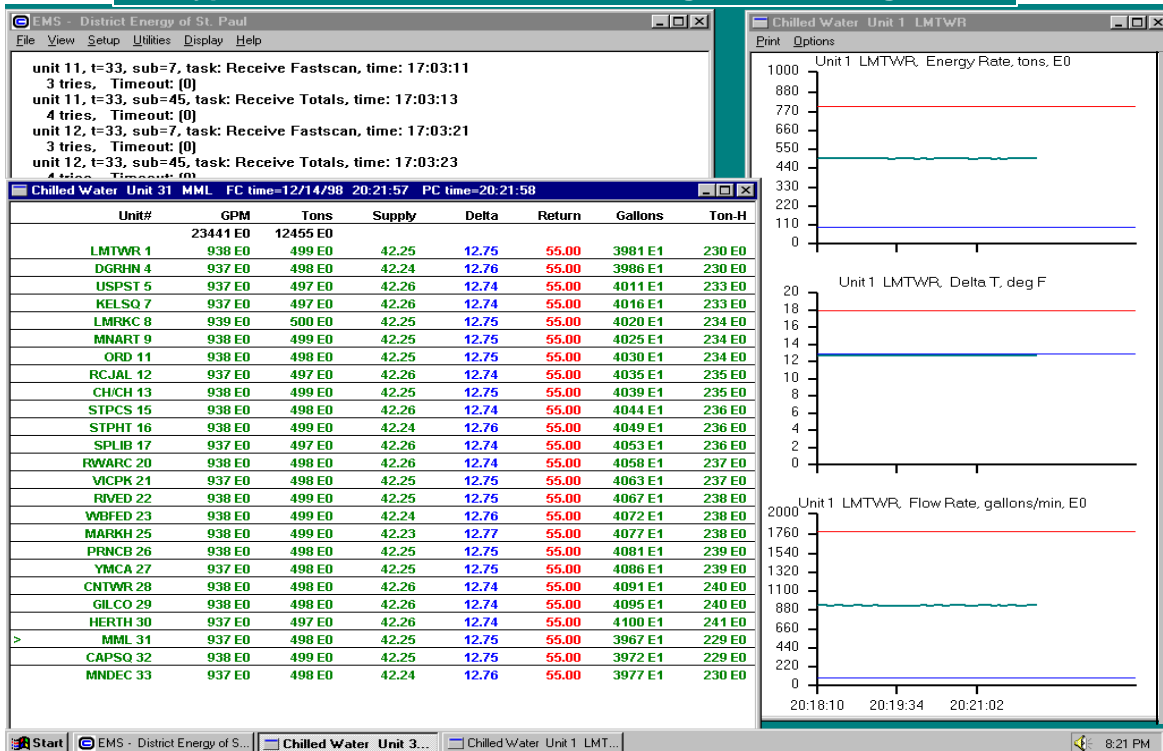 EMS - District Energy of St. Paul
File View Setup Utilities Display Help
unit 11, t=33, sub=7, task: Receive Fastscan, time: 17:03:11
3 tries, Timeout: (0)
unit 11, t=33, sub=45, task: Receive Totals, time: 17:03:13
4 tries, Timeout: (0)
unit 12, t=33, sub=7, task: Receive Fastscan, time: 17:03:21
3 tries, Timeout: (0)
unit 12, t=33, sub=45, task: Receive Totals, time: 17:03:23
Chilled Water Unit 31 MML FC time=12/14/98 20:21:57 PC time=20:21:58
Unit# GPM Tons Supply Delta Return Gallons Ton-H
23441 E0 12455 E0
LMTWR 1 938 E0 499 E0 42.25 12.75 55.00 3981 E1 230 E0
DGRHN 4 937 E0 498 E0 42.24 12.76 55.00 3986 E1 230 E0
USPST 5 937 E0 497 E0 42.26 12.74 55.00 4011 E1 233 E0
KELSQ 7 937 E0 497 E0 42.26 12.74 55.00 4016 E1 233 E0
LMRKC 8 939 E0 500 E0 42.25 12.75 55.00 4020 E1 234 E0
MNART 9 938 E0 499 E0 42.25 12.75 55.00 4025 E1 234 E0
ORD 11 938 E0 498 E0 42.25 12.75 55.00 4030 E1 234 E0
RCJAL 12 937 E0 497 E0 42.26 12.74 55.00 4035 E1 235 E0
CH/CH 13 938 E0 499 E0 42.25 12.75 55.00 4039 E1 235 E0
STPCS 15 938 E0 498 E0 42.26 12.74 55.00 4044 E1 236 E0
STPHT 16 938 E0 499 E0 42.24 12.76 55.00 4049 E1 236 E0
SPLIB 17 937 E0 497 E0 42.26 12.74 55.00 4053 E1 236 E0
RWARC 20 938 E0 498 E0 42.26 12.74 55.00 4058 E1 237 E0
VICPK 21 937 E0 498 E0 42.25 12.75 55.00 4063 E1 237 E0
RIVED 22 938 E0 499 E0 42.25 12.75 55.00 4067 E1 238 E0
WBFED 23 938 E0 499 E0 42.24 12.76 55.00 4072 E1 238 E0
MARKH 25 938 E0 499 E0 42.23 12.77 55.00 4077 E1 238 E0
PRNCB 26 938 E0 498 E0 42.25 12.75 55.00 4081 E1 239 E0
YMCA 27 937 E0 498 E0 42.25 12.75 55.00 4086 E1 239 E0
CNTWR 28 938 E0 498 E0 42.26 12.74 55.00 4091 E1 240 E0
GILCO 29 938 E0 498 E0 42.26 12.74 55.00 4095 E1 240 E0
HERTH 30 937 E0 497 E0 42.26 12.74 55.00 4100 E1 241 E0
> MML 31 937 E0 498 E0 42.25 12.75 55.00 3967 E1 229 E0
CAPSQ 32 938 E0 499 E0 42.25 12.75 55.00 3972 E1 229 E0
MNDEC 33 937 E0 498 E0 42.24 12.76 55.00 3977 E1 230 E0
Chilled Water Unit 1 LMTWR
Print Options
Unit 1 LMTWR, Energy Rate, tons, E0
1000
880
770
660
550
440
330
220
110
0
Unit 1 LMTWR, Delta T, deg F
20
18
16
14
12
10
8
6
4
2
0
Unit 1 LMTWR, Flow Rate, gallons/min, E0
2000
1760
1540
1320
1100
880
660
440
220
0
20:18:10 20:19:34 20:21:02
Start EMS - District Energy of S... Chilled Water Unit 3... Chilled Water Unit 1 LMT... 8:21 PM